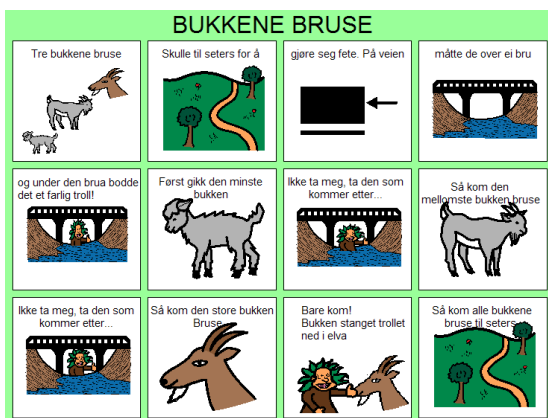 BUKKENE BRUSE
Tre bukkene bruse
Skulle til seters for å
gjøre seg fete. På veien
måtte de over ei bru
og under den brua bodde
det et farlig troll!
Først gikk den minste
bukken
Ikke ta meg, ta den som
kommer etter...
Så kom den
mellomste bukken bruse
Ikke ta meg, ta den som
kommer etter...
Så kom den store bukken
Bruse
Bare kom!
Bukken stanget trollet
ned i elva
Så kom alle bukkene
bruse til seters